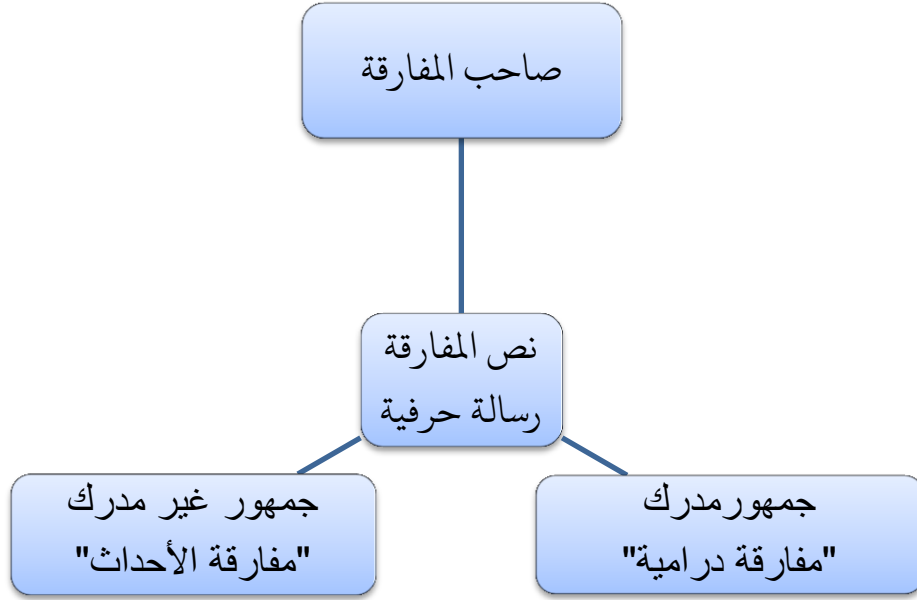 صاحب المفارقة
نص المفارقة
رسالة حرفية
جمهورمدرك
"مفارقة درامية"
جمهور غير مدرك
"مفارقة الأحداث"